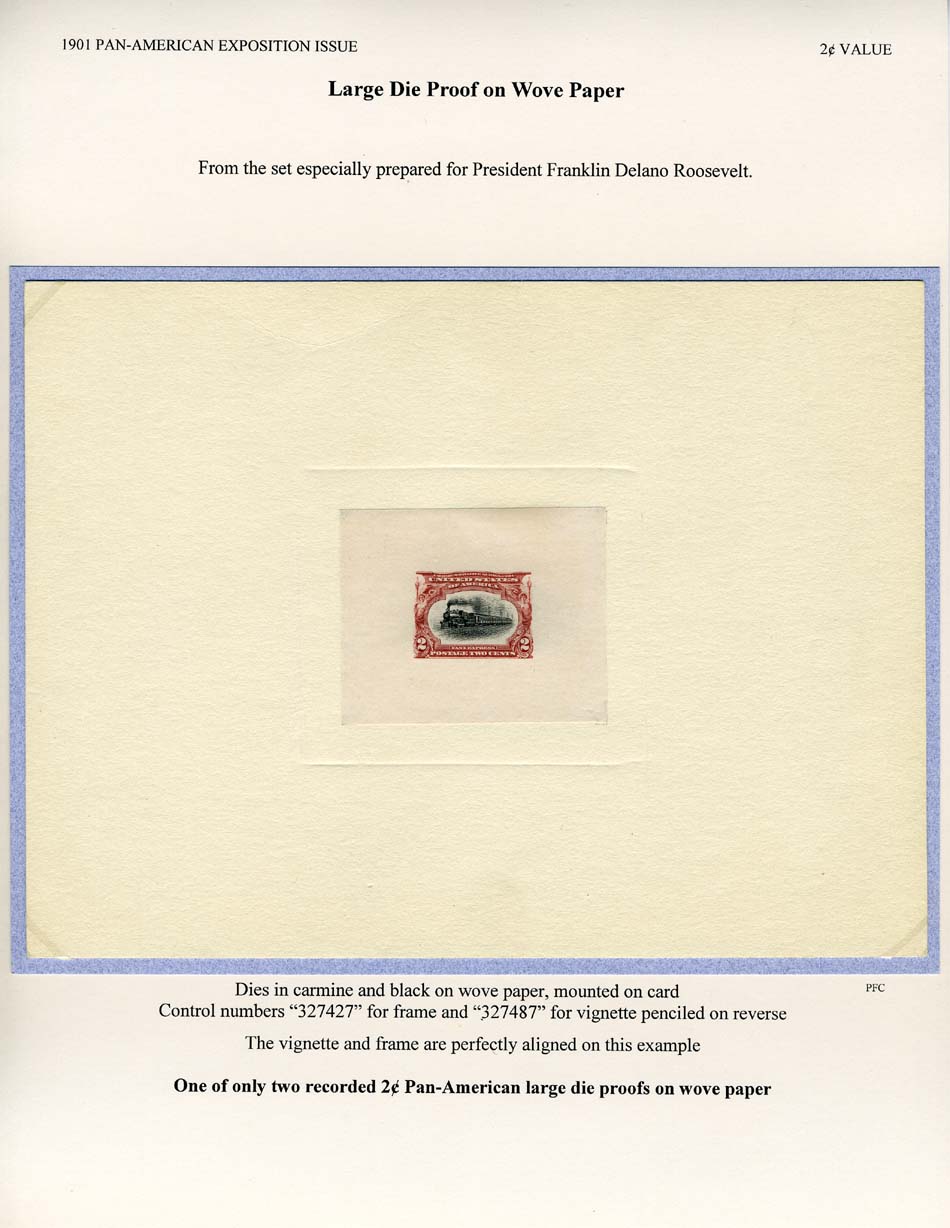 1901 PAN-AMERICAN EXPOSITION ISSUE
2¢ VALUE
Large Die Proof on Wove Paper
From the set especially prepared for President Franklin Delano Roosevelt.
UNITED STATES
OF AMERICA
2 2
FAST EXPRESS
POSTAGE TWO CENTS
Dies in carmine and black on wove paper, mounted on card
PFC
Control numbers “327427” for frame and “327487” for vignette penciled on reverse
The vignette and frame are perfectly aligned on this example
One of only two recorded 2¢ Pan-American large die proofs on wove paper